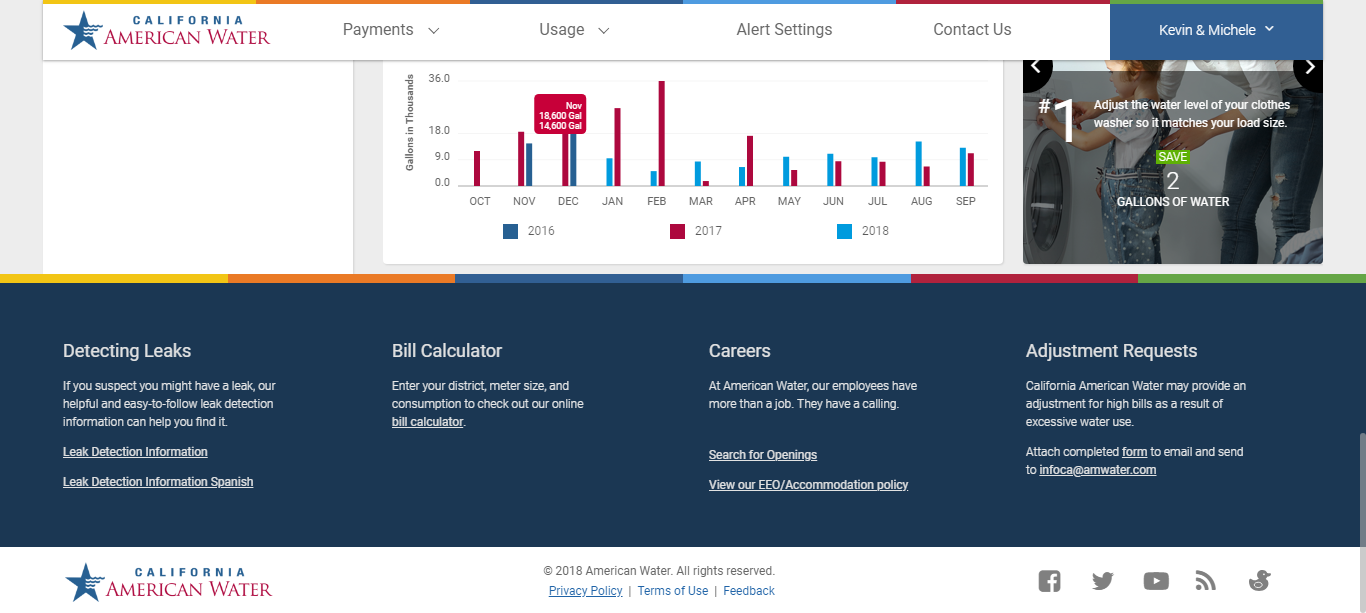 CALIFORNIA
AMERICAN WATER
Payments
Usage
Alert Settings
Contact Us
Kevin & Michele
Gallons in Thousands
36.0
18.0
9.0
0.0
Nov
18,600 Gal
14,600 Gal
OCT NOV DEC JAN FEB MAR APR MAY JUN JUL AUG SEP
2016 2017 2018
#1
Adjust the water level of your clothes
washer so it matches your load size.
SAVE
2
GALLONS OF WATER
Detecting Leaks
If you suspect you might have a leak, our
helpful and easy-to-follow leak detection
information can help you find it.
Leak Detection Information
Leak Detection Information Spanish
Bill Calculator
Enter your district, meter size, and
consumption to check out our online
bill calculator.
Careers
At American Water, our employees have
more than a job. They have a calling.
Search for Openings
View our EEO/Accommodation policy
Adjustment Requests
California American Water may provide an
adjustment for high bills as a result of
excessive water use.
Attach completed form to email and send
to infoca@amwater.com
CALIFORNIA
AMERICAN WATER
© 2018 American Water. All rights reserved.
Privacy Policy | Terms of Use | Feedback